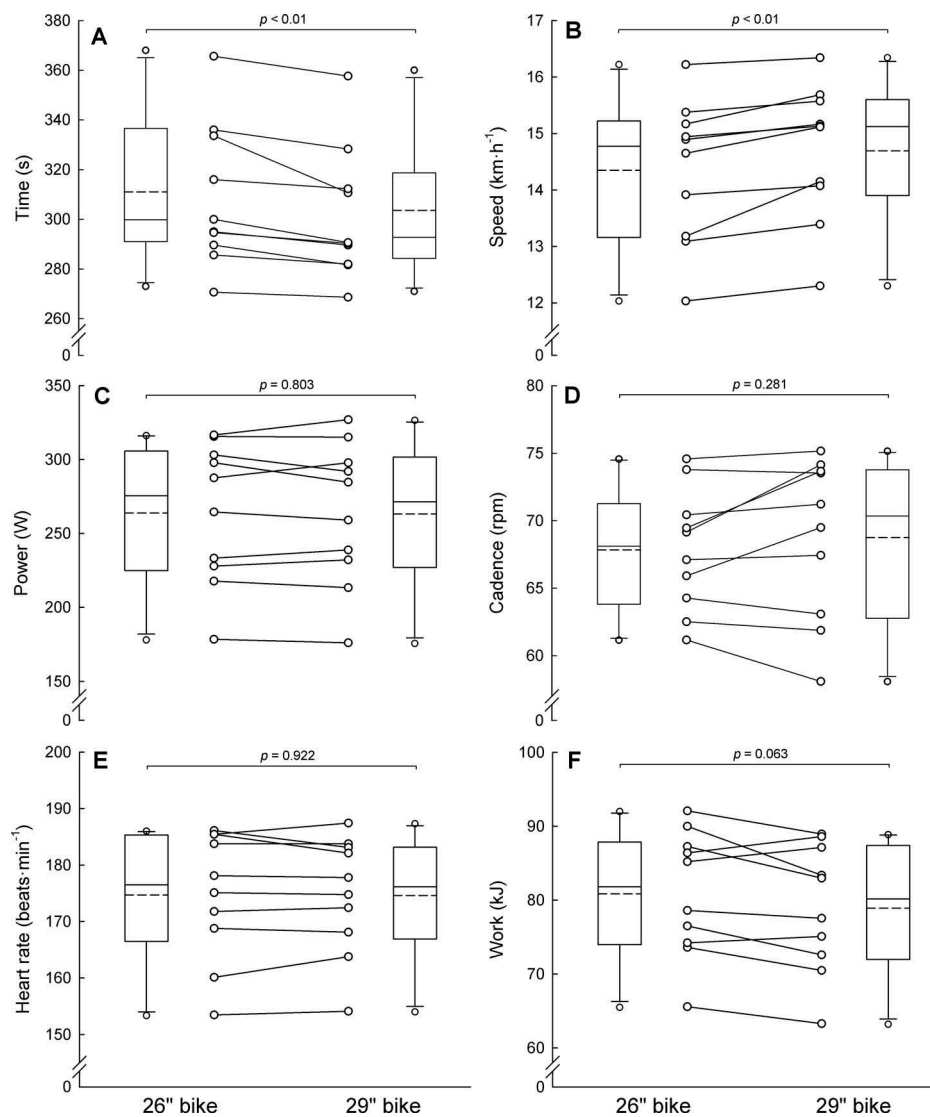 A
p < 0.01
Time (s)
380
360
340
320
300
280
260
0
B
p < 0.01
Speed (km·h⁻¹)
17
16
15
14
13
12
0
C
p = 0.803
Power (W)
350
300
250
200
150
0
D
p = 0.281
Cadence (rpm)
80
75
70
65
60
0
E
p = 0.922
Heart rate (beats·min⁻¹)
200
190
180
170
160
150
0
26" bike
29" bike
F
p = 0.063
Work (kJ)
100
90
80
70
60
0
26" bike
29" bike